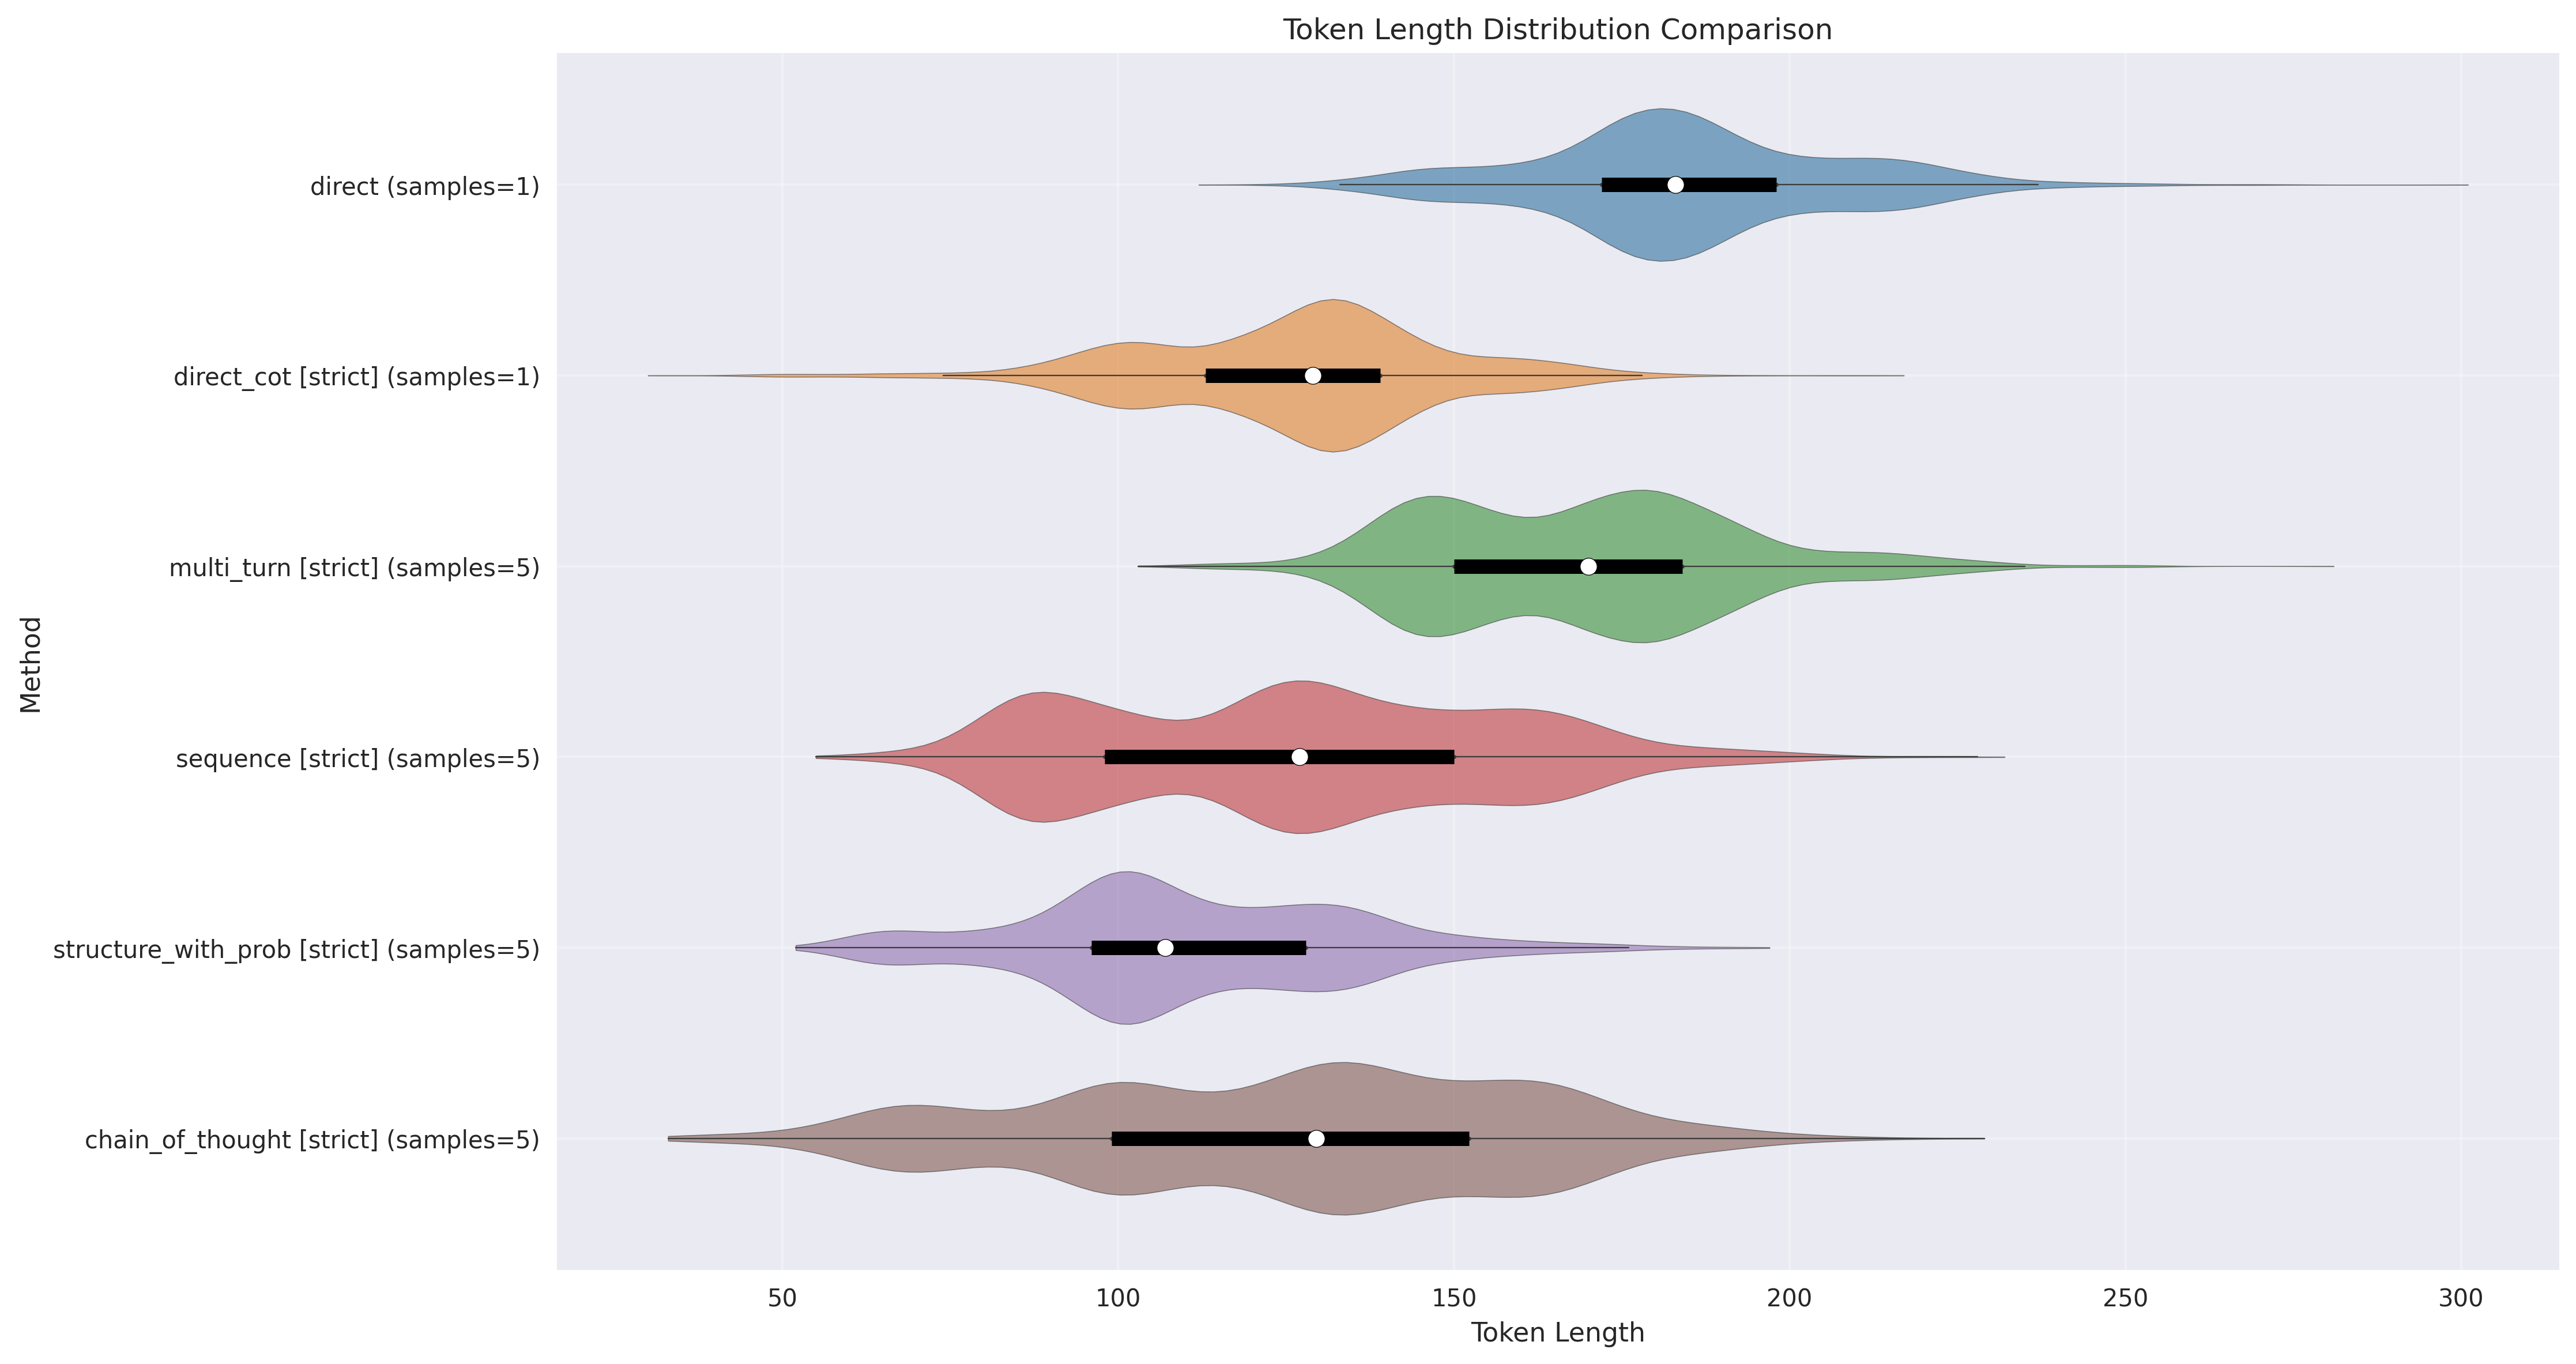 Token Length Distribution Comparison
Method
direct (samples=1)
direct_cot [strict] (samples=1)
multi_turn [strict] (samples=5)
sequence [strict] (samples=5)
structure_with_prob [strict] (samples=5)
chain_of_thought [strict] (samples=5)
50 100 150 200 250 300
Token Length